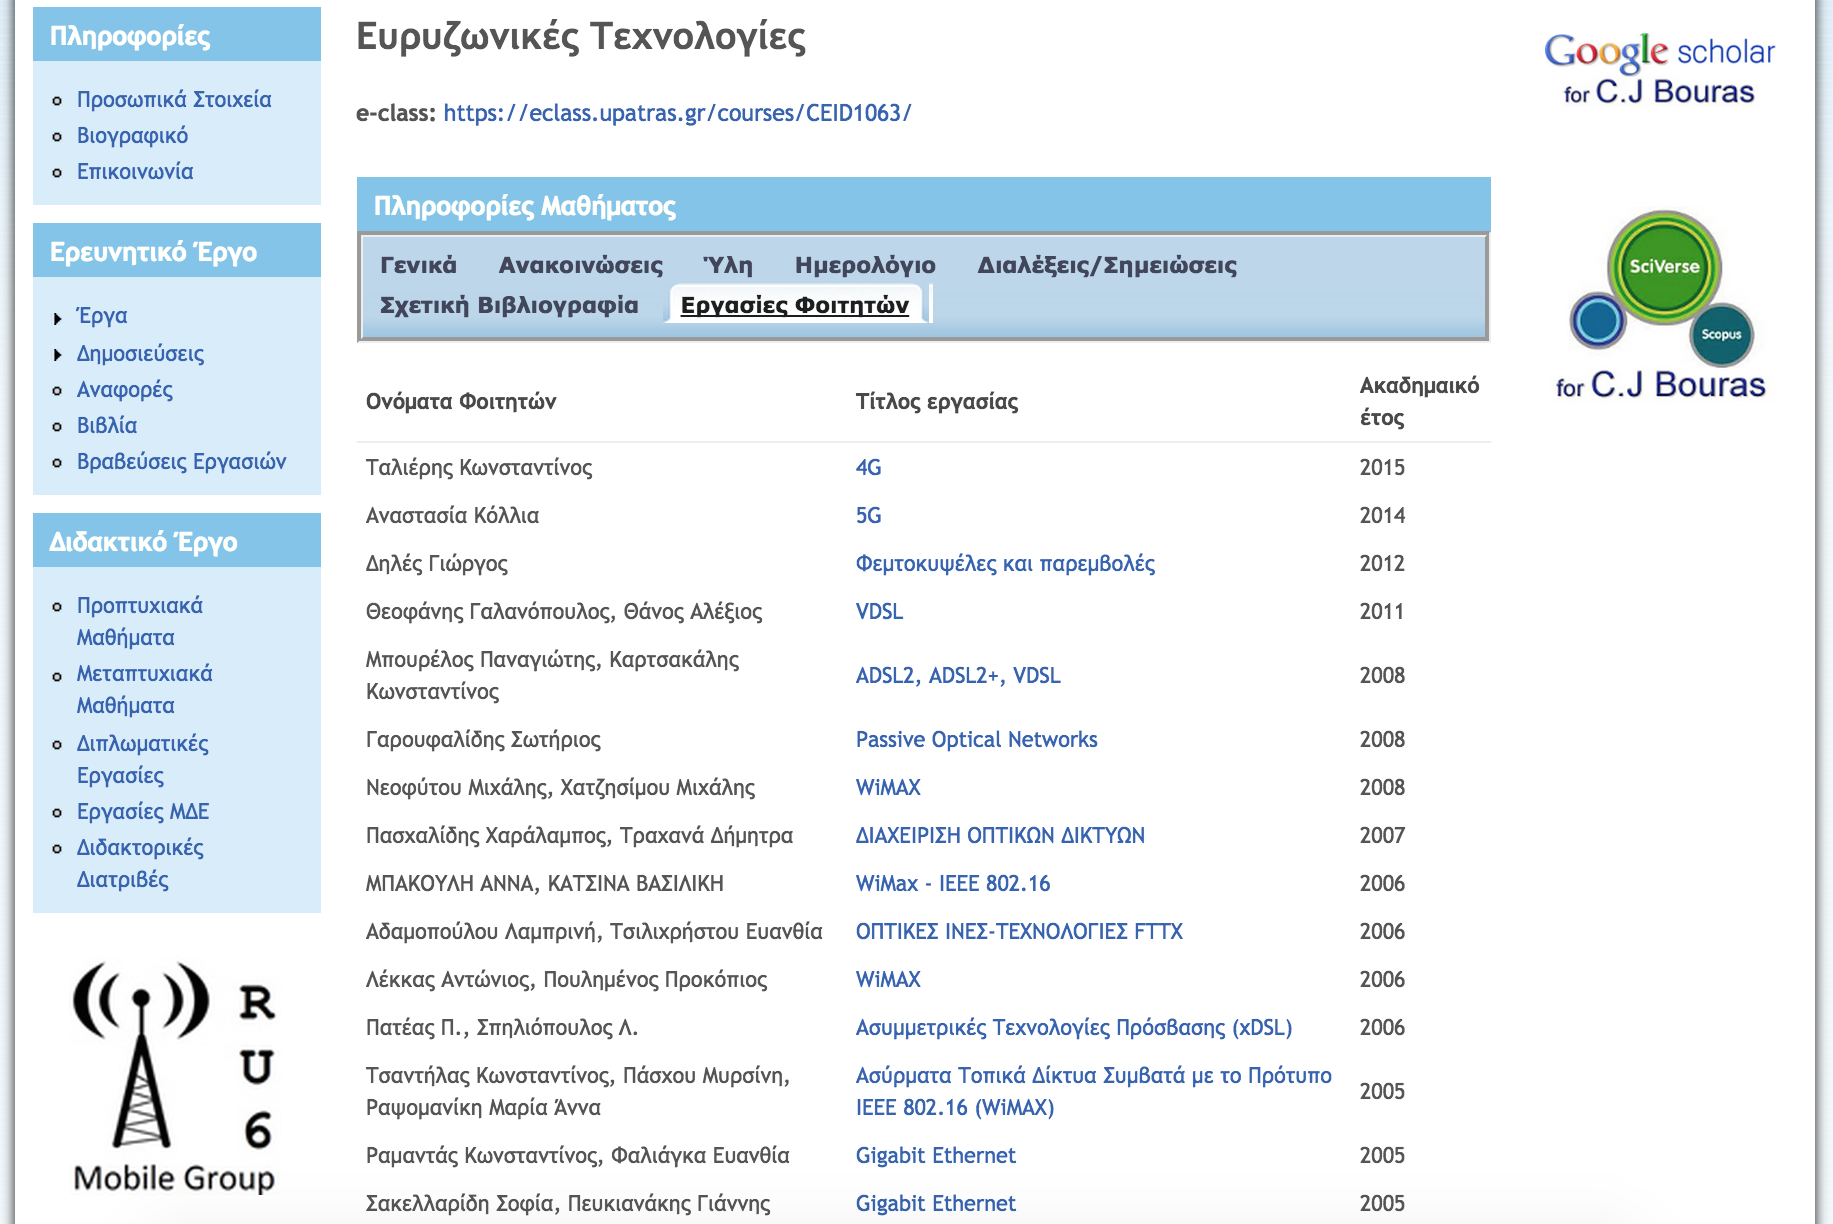 Πληροφορίες
Προσωπικά Στοιχεία
Βιογραφικό
Επικοινωνία
Ερευνητικό Έργο
Έργα
Δημοσιεύσεις
Αναφορές
Βιβλία
Βραβεύσεις Εργασιών
Διδακτικό Έργο
Προπτυχιακά
Μαθήματα
Μεταπτυχιακά
Μαθήματα
Διπλωματικές
Εργασίες
Εργασίες ΜΔΕ
Διδακτορικές
Διατριβές
R
U
6
Mobile Group
Ευρυζωνικές Τεχνολογίες
e-class: https://eclass.upatras.gr/courses/CEID1063/
Πληροφορίες Μαθήματος
Γενικά Ανακοινώσεις Ύλη Ημερολόγιο Διαλέξεις/Σημειώσεις
Σχετική Βιβλιογραφία Εργασίες Φοιτητών
Ονόματα Φοιτητών Τίτλος εργασίας Ακαδημαικό
έτος
Ταλιέρης Κωνσταντίνος 4G 2015
Αναστασία Κόλλια 5G 2014
Δηλές Γιώργος Φεμτοκυψέλες και παρεμβολές 2012
Θεοφάνης Γαλανόπουλος, Θάνος Αλέξιος VDSL 2011
Μπουρέλος Παναγιώτης, Καρτσακάλης
Κωνσταντίνος ADSL2, ADSL2+, VDSL 2008
Γαρουφαλίδης Σωτήριος Passive Optical Networks 2008
Νεοφύτου Μιχάλης, Χατζησίμου Μιχάλης WiMAX 2008
Πασχαλίδης Χαράλαμπος, Τραχανά Δήμητρα ΔΙΑΧΕΙΡΙΣΗ ΟΠΤΙΚΩΝ ΔΙΚΤΥΩΝ 2007
ΜΠΑΚΟΥΛΗ ΑΝΝΑ, ΚΑΤΣΙΝΑ ΒΑΣΙΛΙΚΗ WiMax - IEEE 802.16 2006
Αδαμοπούλου Λαμπρινή, Τσιλιχρήστου Ευανθία ΟΠΤΙΚΕΣ ΙΝΕΣ-ΤΕΧΝΟΛΟΓΙΕΣ FTTX 2006
Λέκκας Αντώνιος, Πουλημένος Προκόπιος WiMAX 2006
Πατέας Π., Σπηλιόπουλος Λ. Ασυμμετρικές Τεχνολογίες Πρόσβασης (xDSL) 2006
Τσαντήλας Κωνσταντίνος, Πάσχου Μυρσίνη, Ασύρματα Τοπικά Δίκτυα Συμβατά με το Πρότυπο
Ραψομανίκη Μαρία Άννα IEEE 802.16 (WiMAX) 2005
Ραμαντάς Κωνσταντίνος, Φαλιάγκα Ευανθία Gigabit Ethernet 2005
Σακελλαρίδη Σοφία, Πευκιανάκης Γιάννης Gigabit Ethernet 2005
Google scholar
for C.J Bouras
SciVerse
Scopus
for C.J Bouras